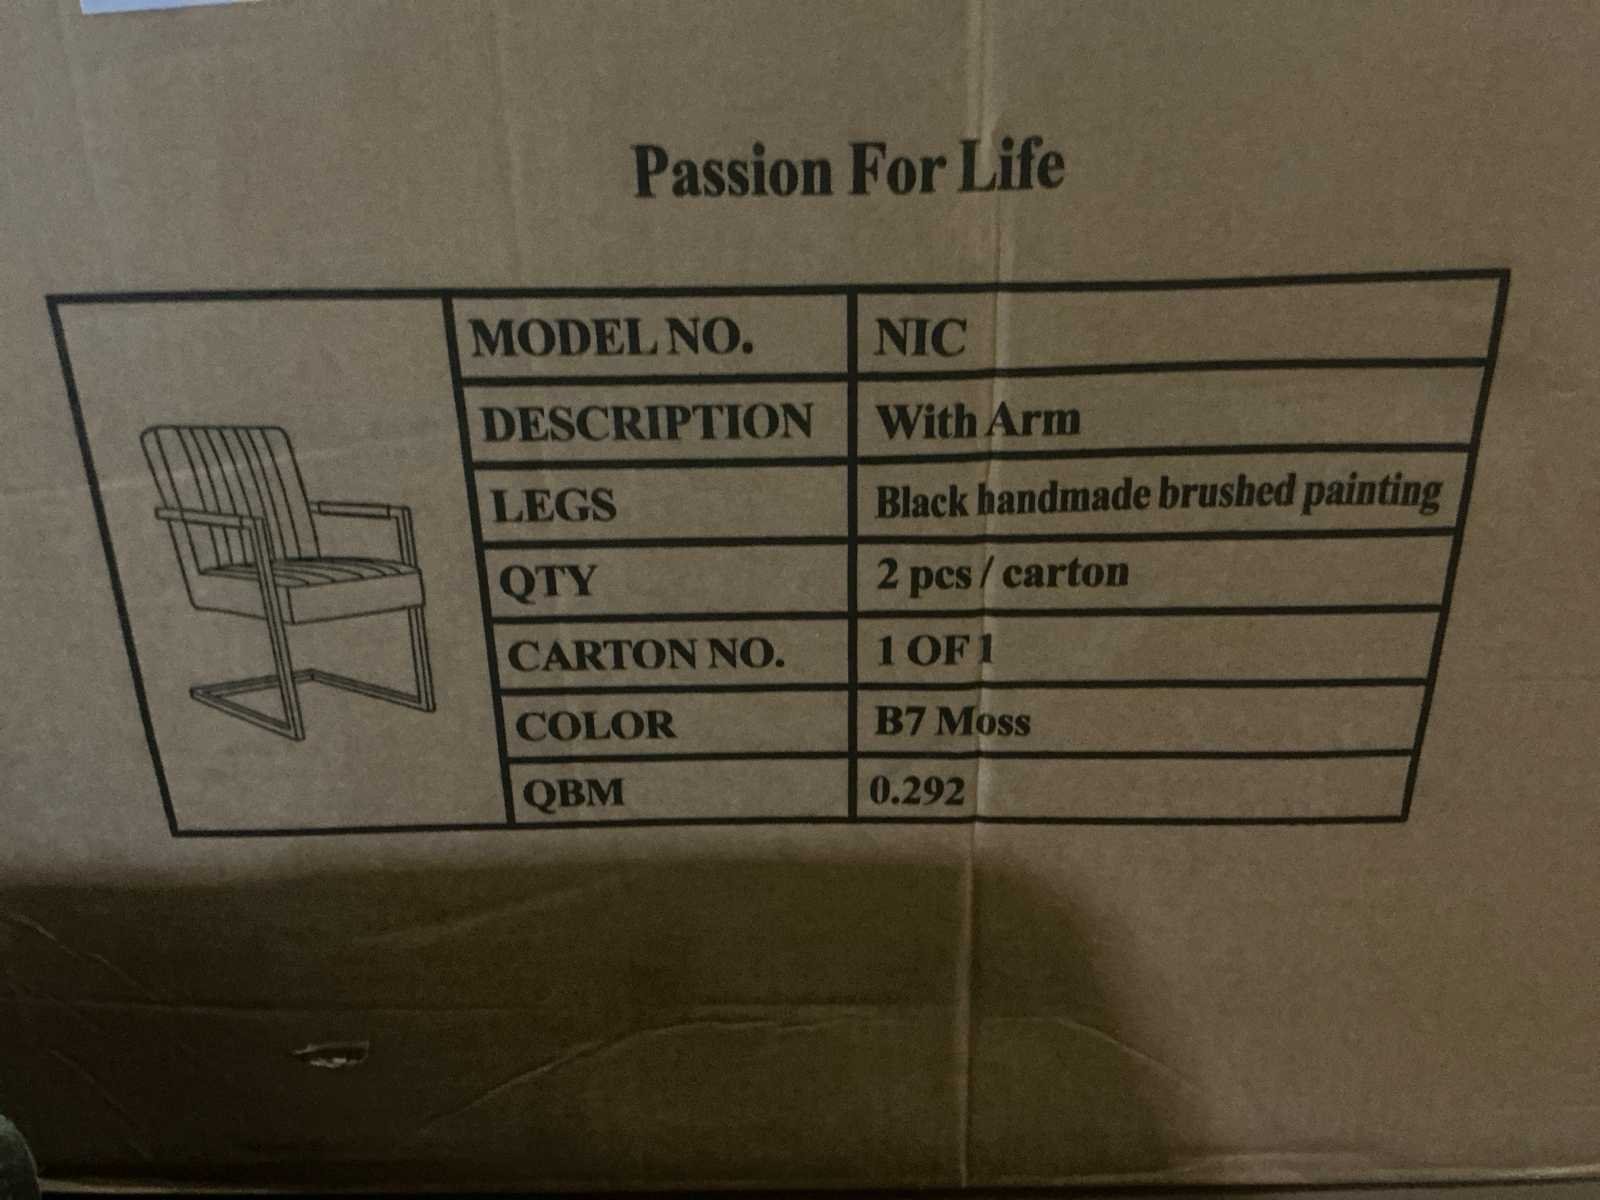 Passion For Life
MODEL NO. NIC
DESCRIPTION With Arm
LEGS Black handmade brushed painting
QTY 2 pcs / carton
CARTON NO. 1 OF 1
COLOR B7 Moss
QBM 0.292